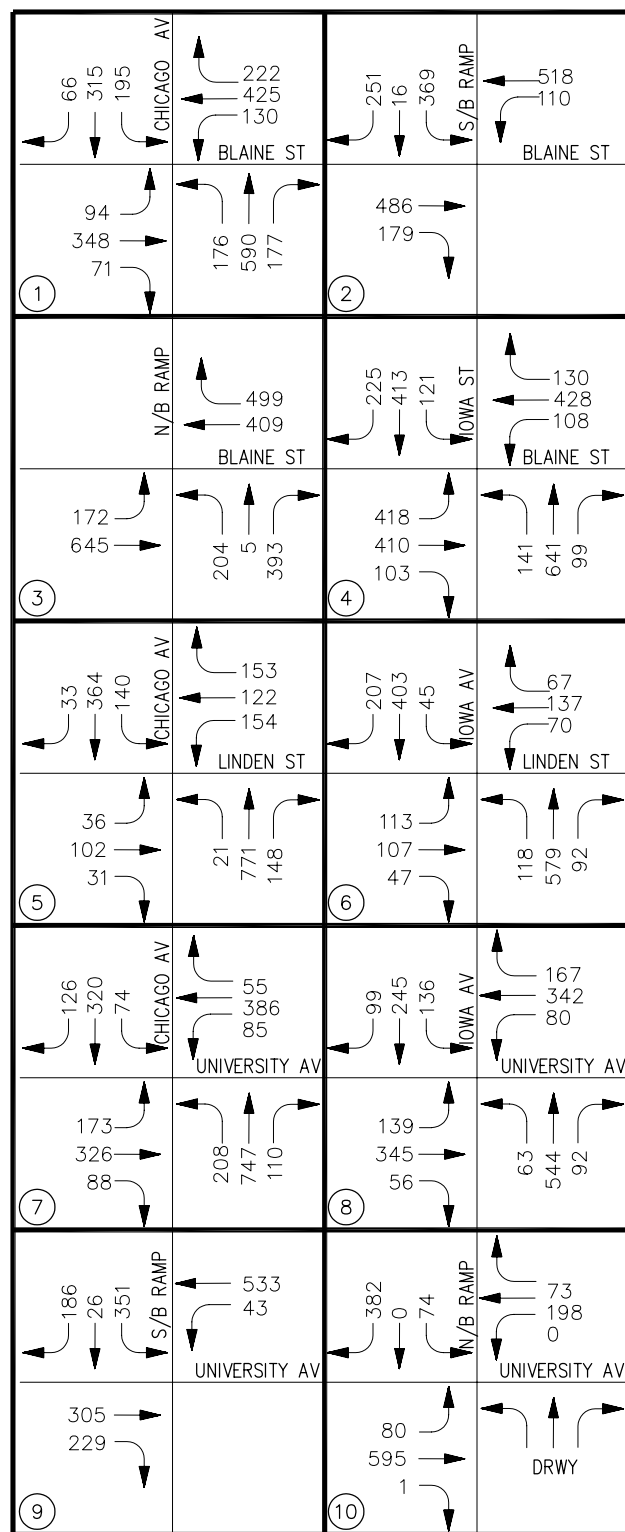 CHICAGO AV
66 315 195
222
425
130
BLAINE ST
94
348
71
176 590 177
1
S/B RAMP
251 16 369
518
110
BLAINE ST
486
179
2
N/B RAMP
499
409
BLAINE ST
172
645
204 5 393
3
IOWA ST
225 413 121
130
428
108
BLAINE ST
418
410
103
141 641 99
4
CHICAGO AV
33 364 140
153
122
154
LINDEN ST
36
102
31
21 771 148
5
IOWA AV
207 403 45
67
137
70
LINDEN ST
113
107
47
118 579 92
6
CHICAGO AV
126 320 74
55
386
85
UNIVERSITY AV
173
326
88
208 747 110
7
IOWA AV
99 245 136
167
342
80
UNIVERSITY AV
139
345
56
63 544 92
8
S/B RAMP
186 26 351
533
43
UNIVERSITY AV
305
229
9
N/B RAMP
382 0 74
73
198
0
UNIVERSITY AV
80
595
1
DRWY
10